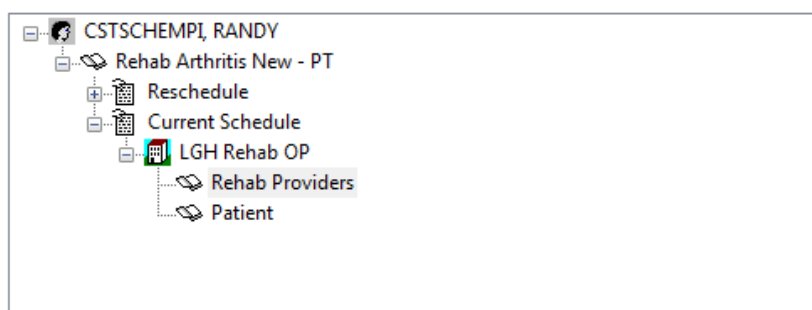 CSTSCHEMPI, RANDY
Rehab Arthritis New - PT
Reschedule
Current Schedule
LGH Rehab OP
Rehab Providers
Patient